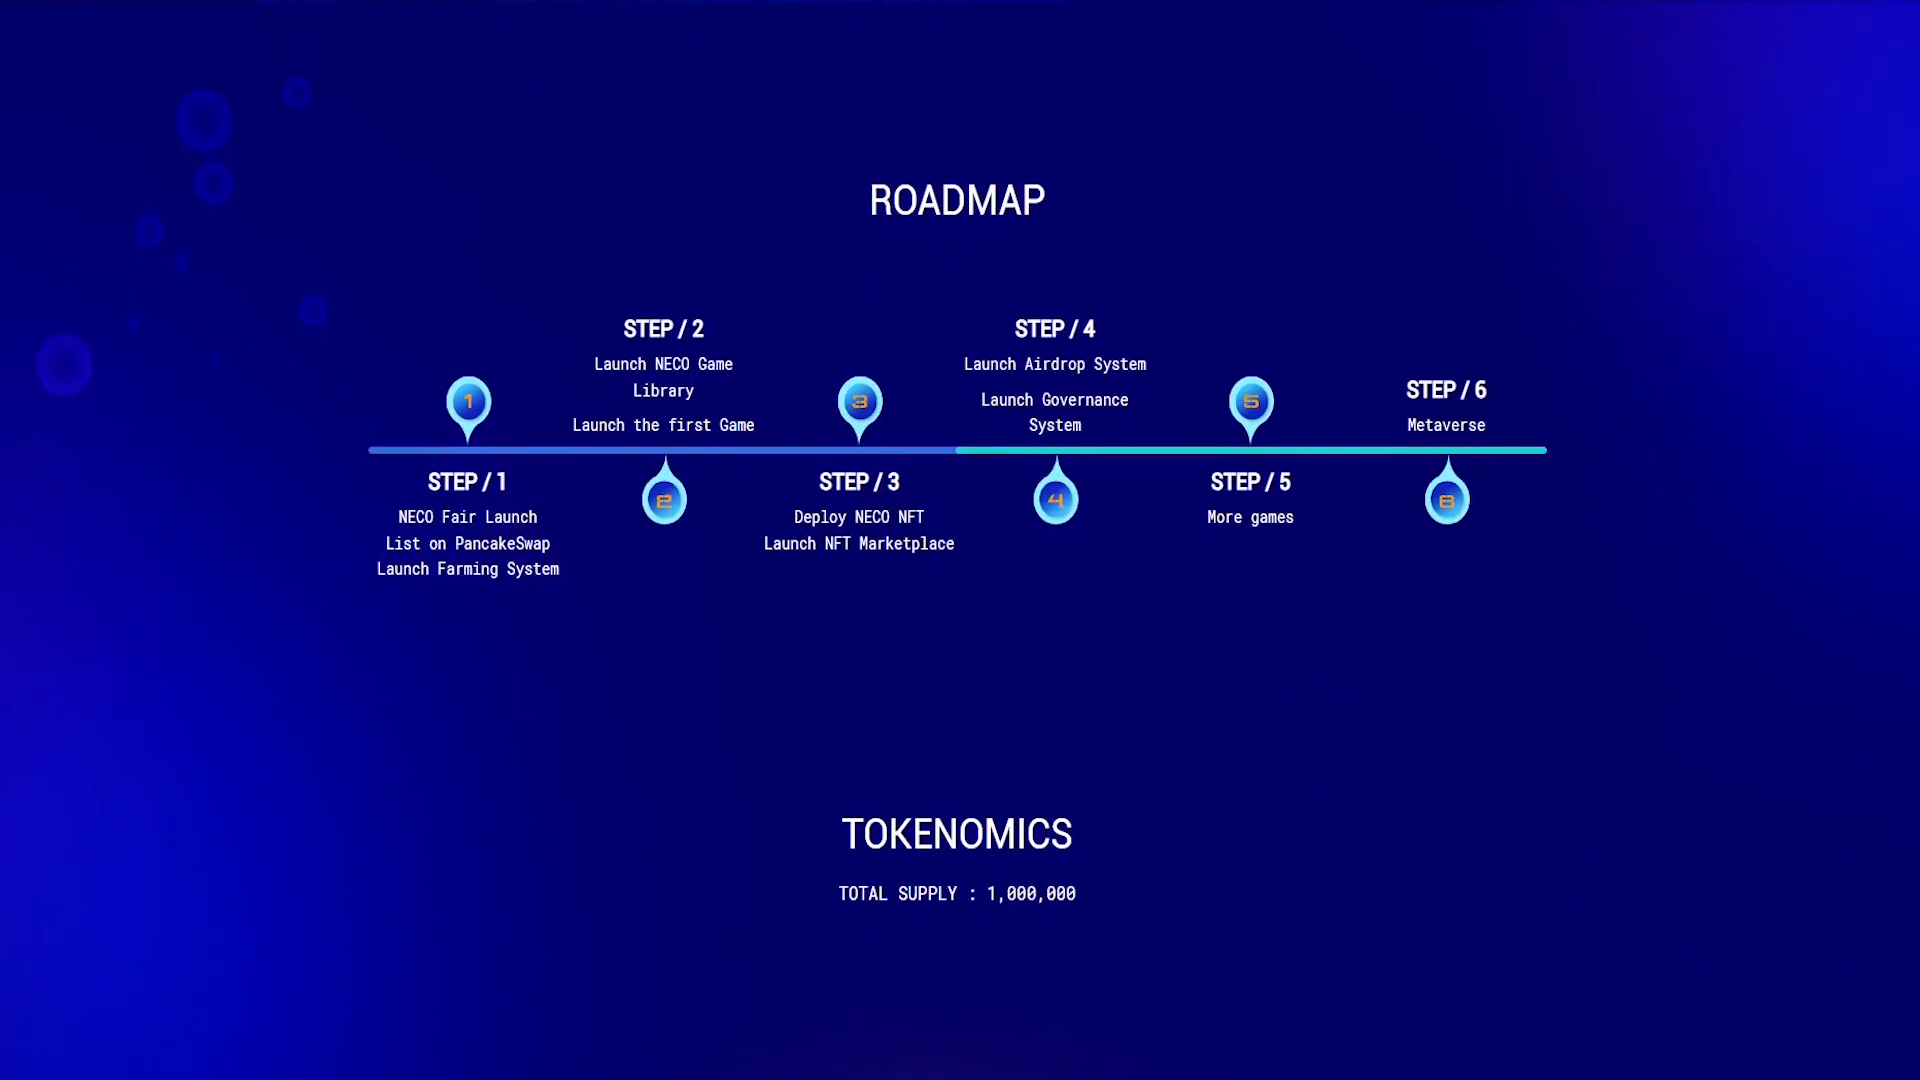 ROADMAP
1
STEP / 1
NECO Fair Launch
List on PancakeSwap
Launch Farming System
STEP / 2
Launch NECO Game
Library
Launch the first Game
2
3
STEP / 3
Deploy NECO NFT
Launch NFT Marketplace
STEP / 4
Launch Airdrop System
Launch Governance
System
4
5
STEP / 5
More games
STEP / 6
Metaverse
6
TOKENOMICS
TOTAL SUPPLY : 1,000,000